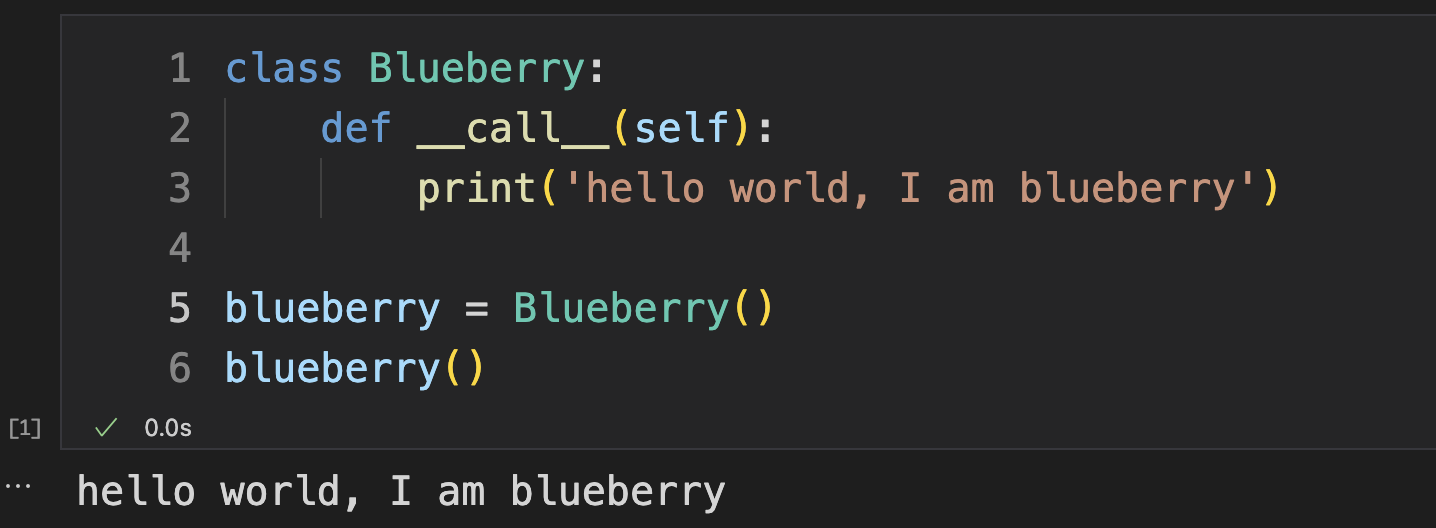 1 class Blueberry:
2     def __call__(self):
3         print('hello world, I am blueberry')
4
5 blueberry = Blueberry()
6 blueberry()
[1] ✓ 0.0s
... hello world, I am blueberry